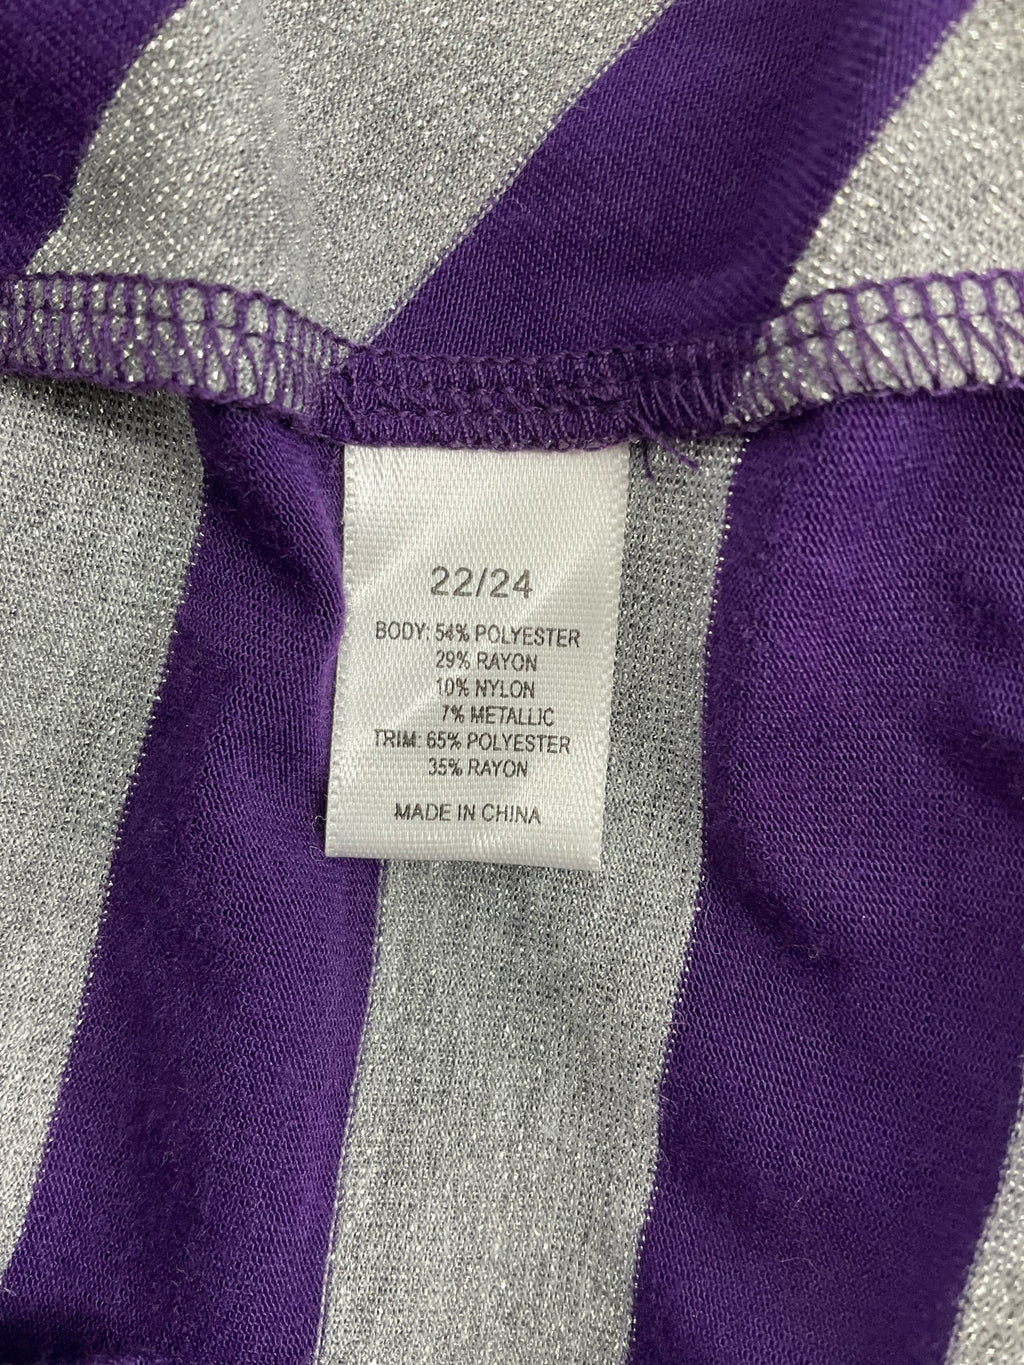 22/24
BODY: 54% POLYESTER
29% RAYON
10% NYLON
7% METALLIC
TRIM: 65% POLYESTER
35% RAYON
MADE IN CHINA